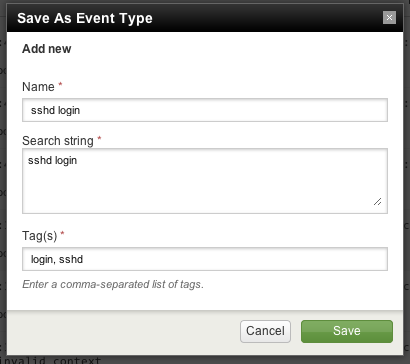 Save As Event Type
Add new
Name *
sshd login
Search string *
sshd login
Tag(s) *
login, sshd
Enter a comma-separated list of tags.
Cancel Save
invalid context